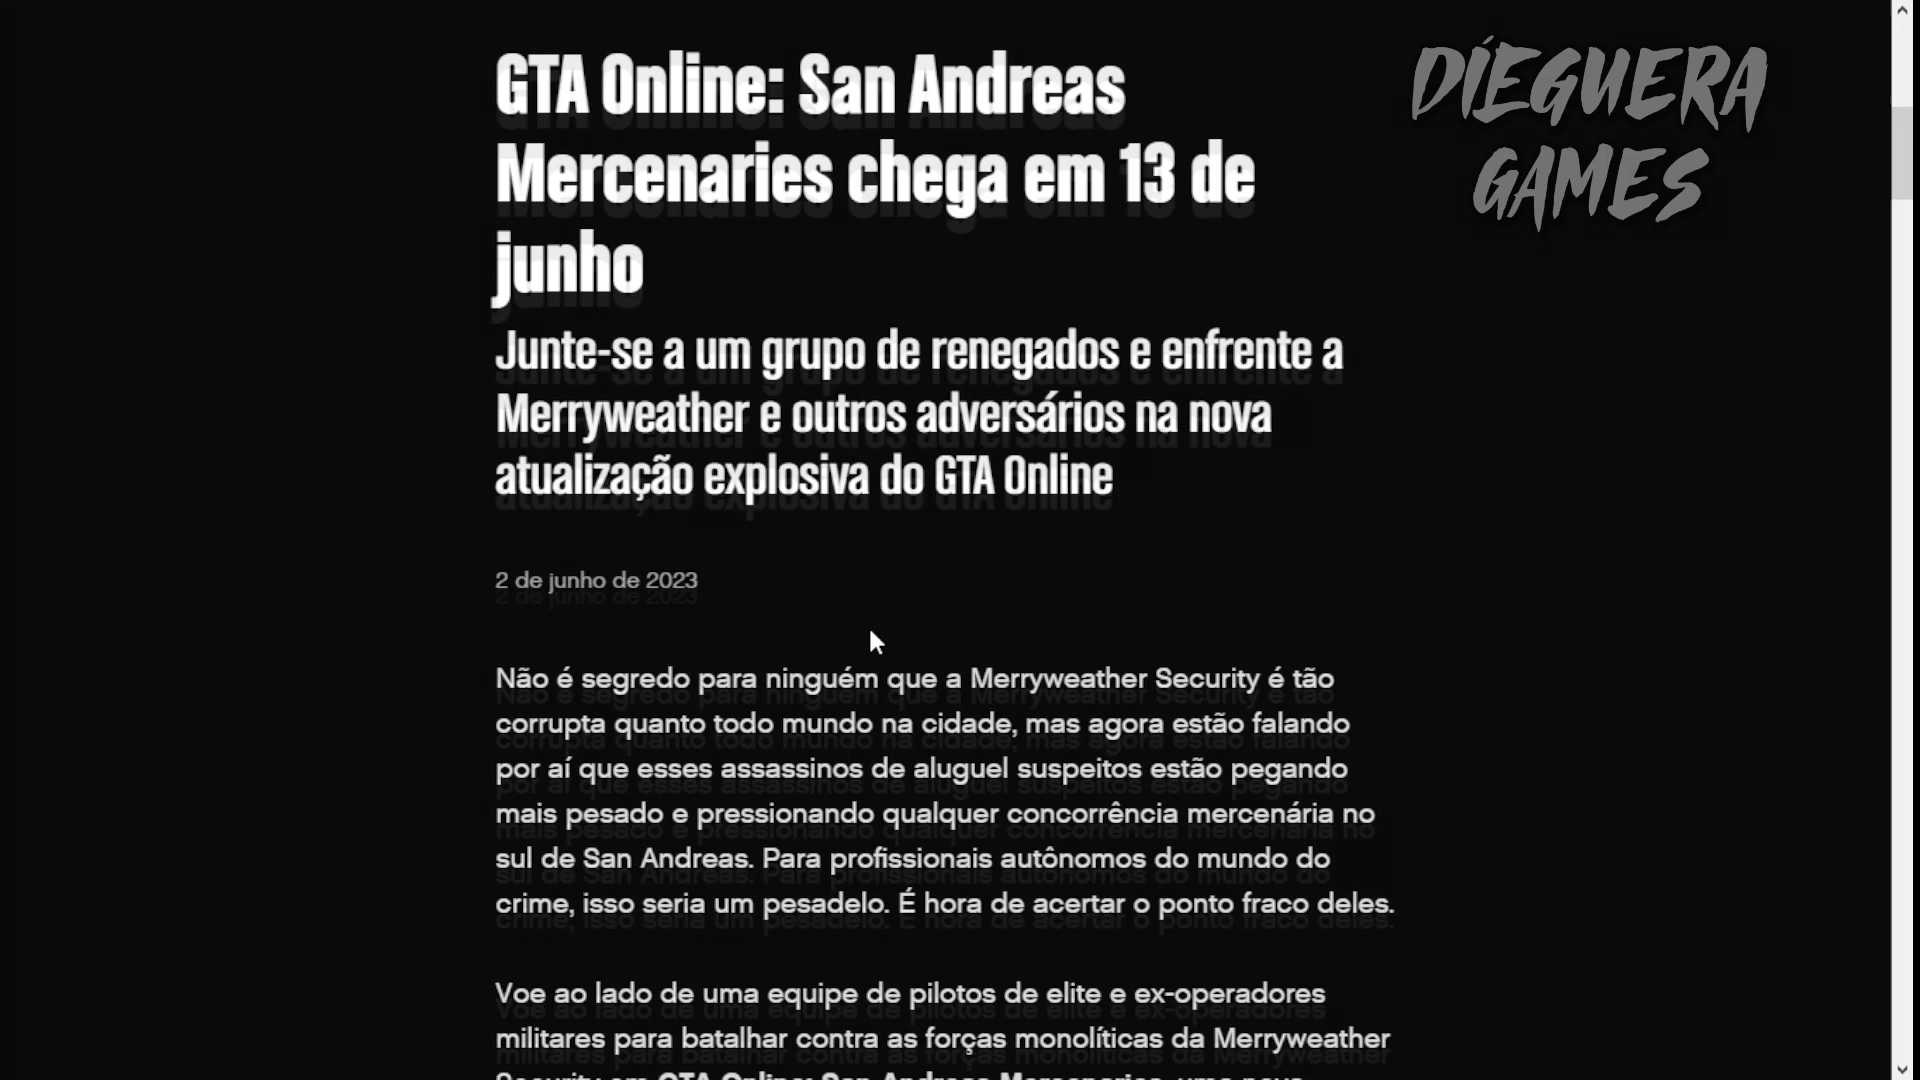 GTA Online: San Andreas
Mercenaries chega em 13 de
junho
Junte-se a um grupo de renegados e enfrente a
Merryweather e outros adversários na nova
atualização explosiva do GTA Online
2 de junho de 2023
Não é segredo para ninguém que a Merryweather Security é tão
corrupta quanto todo mundo na cidade, mas agora estão falando
por aí que esses assassinos de aluguel suspeitos estão pegando
mais pesado e pressionando qualquer concorrência mercenária no
sul de San Andreas. Para profissionais autônomos do mundo do
crime, isso seria um pesadelo. É hora de acertar o ponto fraco deles.
Voe ao lado de uma equipe de pilotos de elite e ex-operadores
militares para batalhar contra as forças monolíticas da Merryweather
DÍEGUERA
GAMES